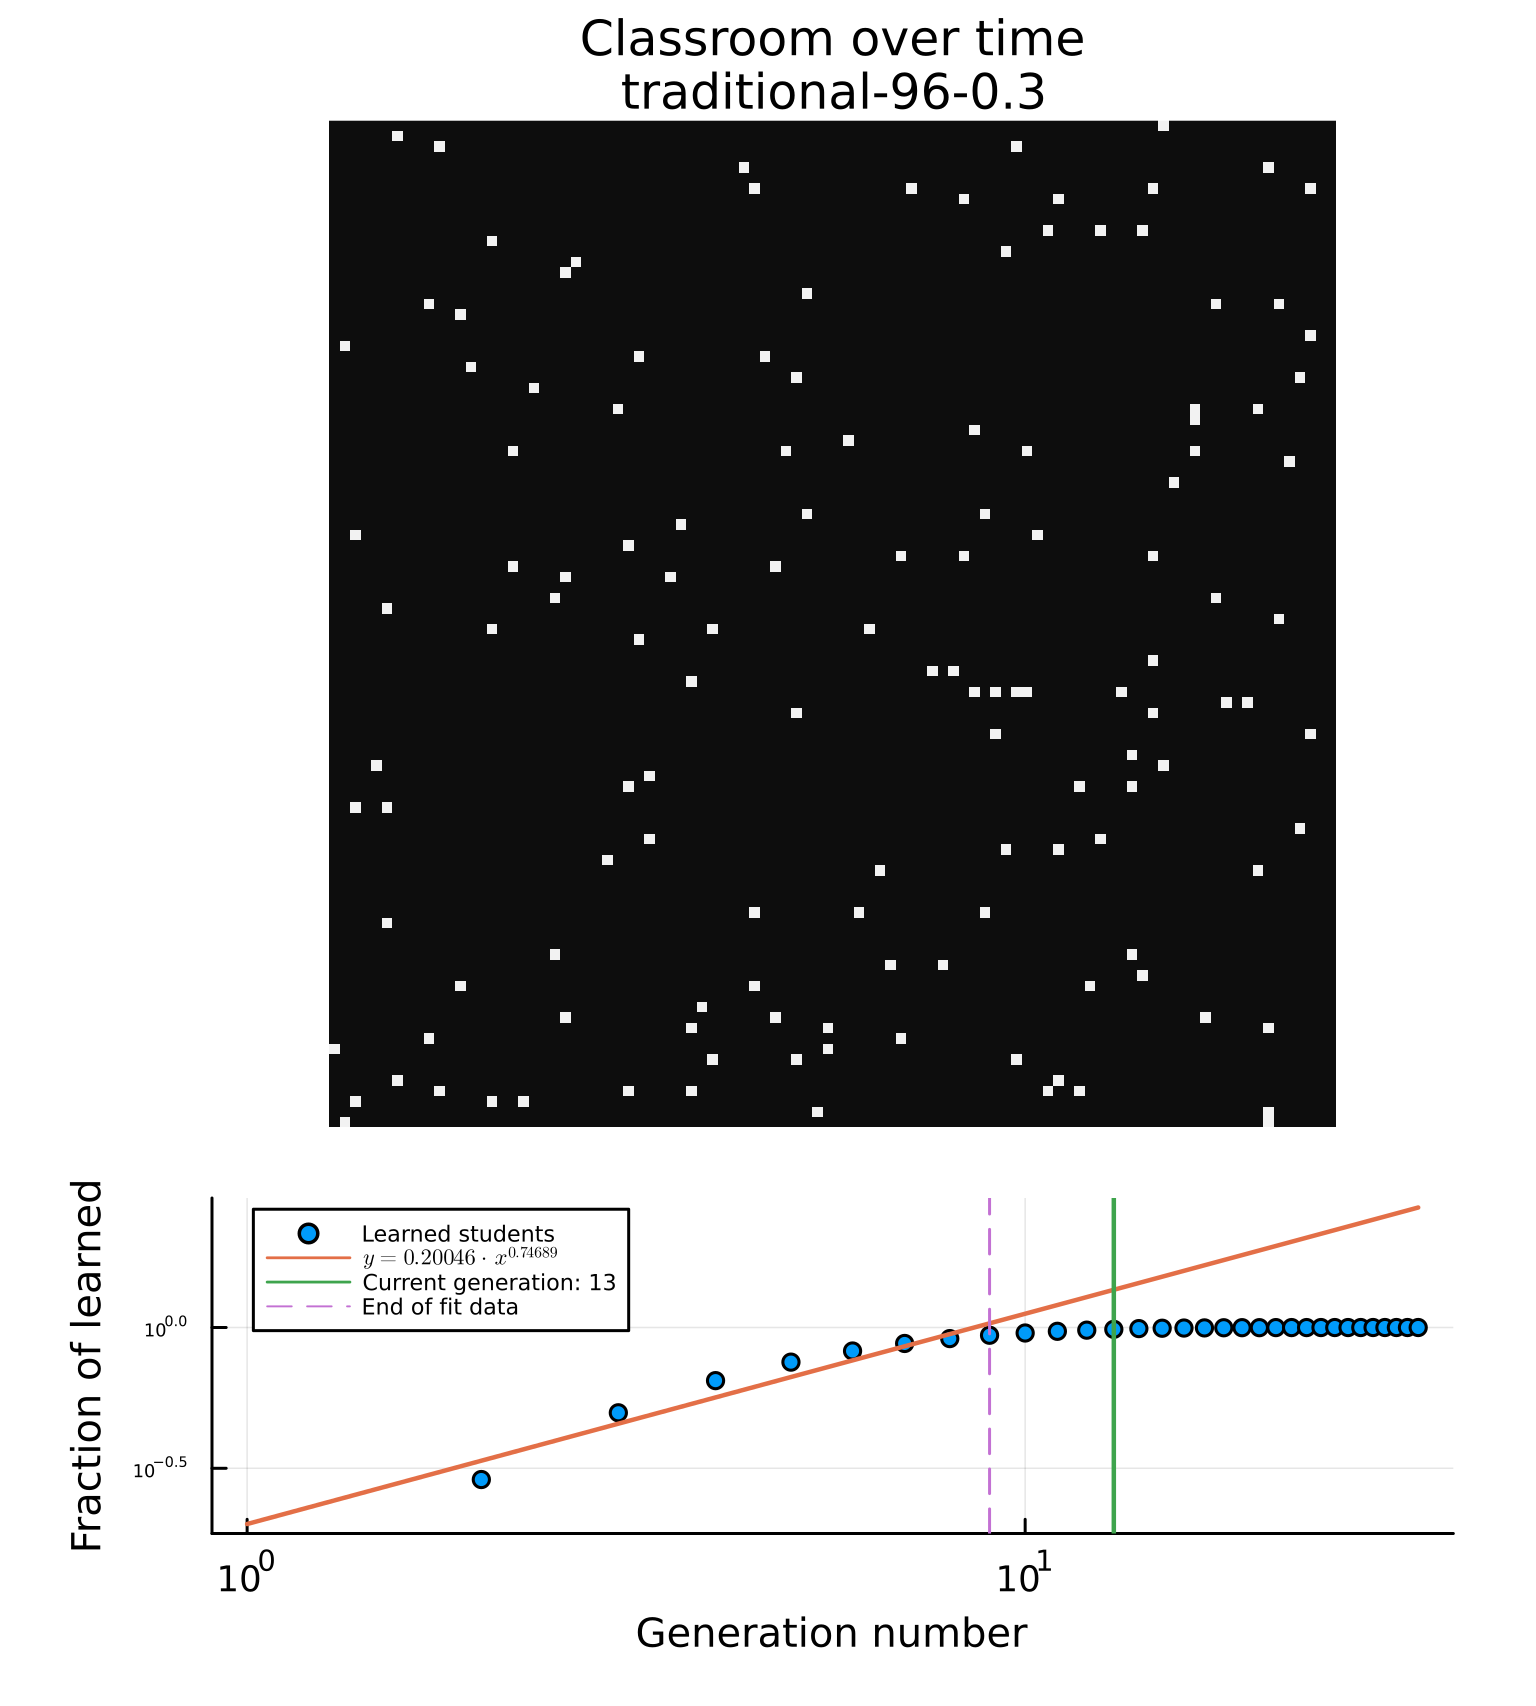 Classroom over time
traditional-96-0.3
Fraction of learned
Learned students
y = 0.20046 · x^0.74689
Current generation: 13
End of fit data
10^0.0
10^−0.5
10^0
10^1
Generation number